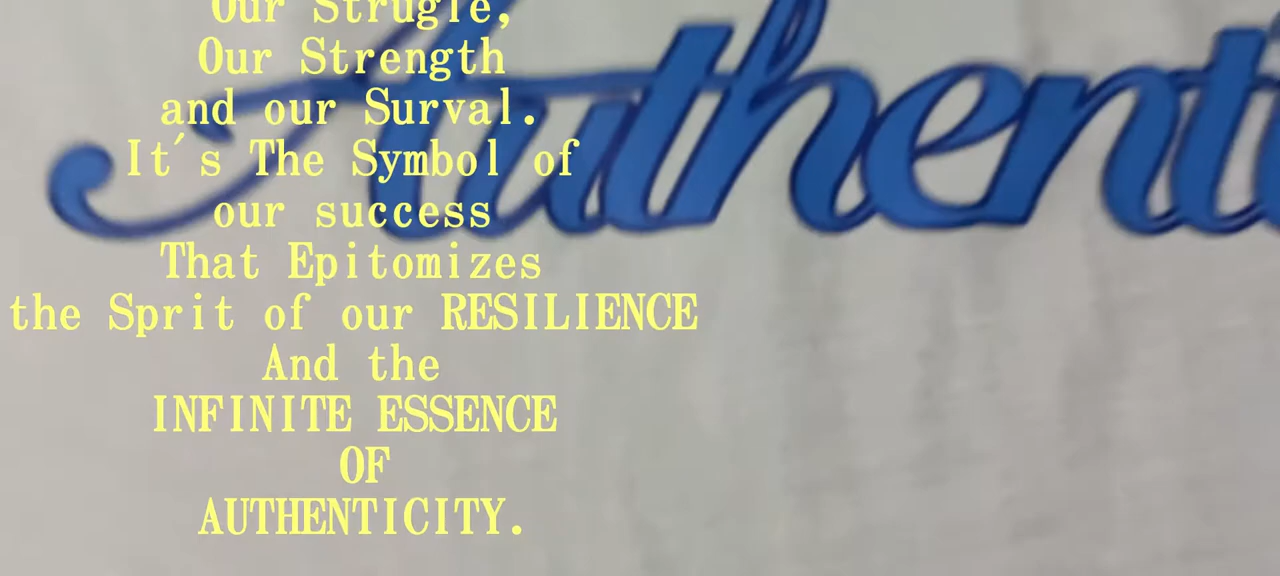 Our Strugle,
Our Strength
and our Surval.
It´s The Symbol of
our success
That Epitomizes
the Sprit of our RESILIENCE
And the
INFINITE ESSENCE
OF
AUTHENTICITY.
Authenti